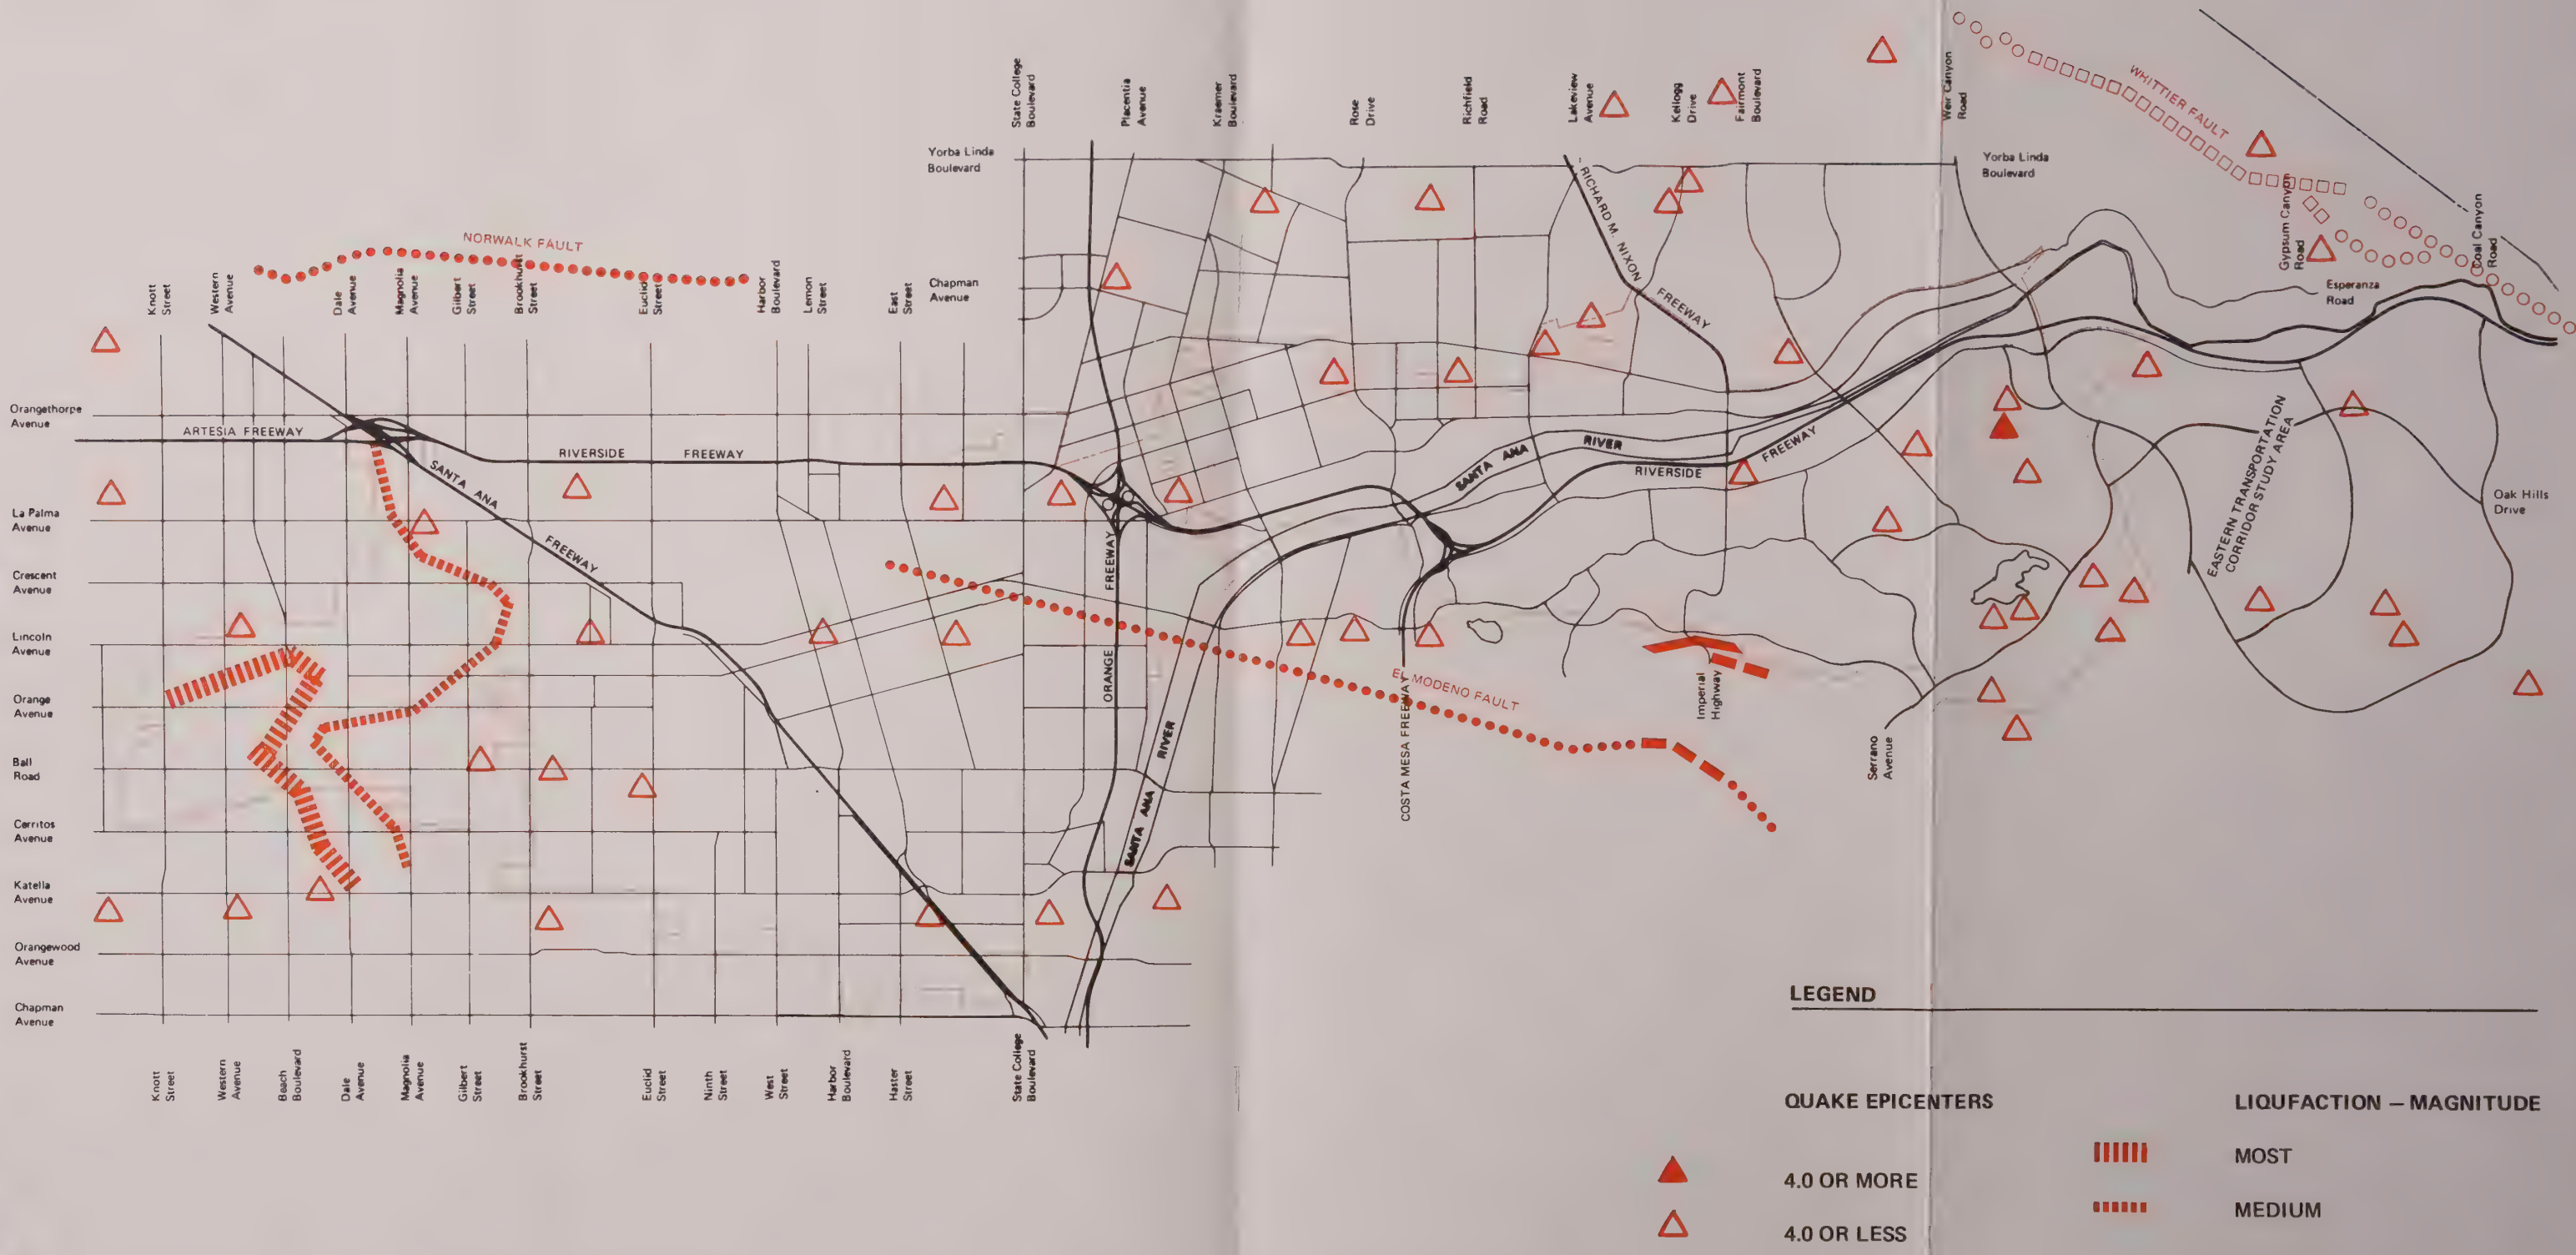 State College
Boulevard
Placentia
Avenue
Kraemer
Boulevard
Rose
Drive
Richfield
Road
Lakeview
Avenue
Kellogg
Drive
Fairmont
Boulevard
Weir Canyon
Road
WHITTIER FAULT
Yorba Linda
Boulevard
Yorba Linda
Boulevard
RICHARD M. NIXON
FREEWAY
Gypsum Canyon
Road
Coal Canyon
Road
Esperanza
Road
NORWALK FAULT
Knott
Street
Western
Avenue
Dale
Avenue
Magnolia
Avenue
Gilbert
Street
Brookhurst
Street
Euclid
Street
Harbor
Boulevard
Lemon
Street
East
Street
Chapman
Avenue
Orangethorpe
Avenue
ARTESIA FREEWAY
SANTA ANA
FREEWAY
RIVERSIDE
FREEWAY
SANTA ANA
RIVER
RIVERSIDE
FREEWAY
EASTERN TRANSPORTATION
CORRIDOR STUDY AREA
Oak Hills
Drive
La Palma
Avenue
Crescent
Avenue
Lincoln
Avenue
Orange
Avenue
Ball
Road
Cerritos
Avenue
Katella
Avenue
Orangewood
Avenue
Chapman
Avenue
ORANGE
FREEWAY
SANTA ANA
RIVER
EL MODENO FAULT
COSTA MESA FREEWAY
Imperial
Highway
Serrano
Avenue
Knott
Street
Western
Avenue
Beach
Boulevard
Dale
Avenue
Magnolia
Avenue
Gilbert
Street
Brookhurst
Street
Euclid
Street
Ninth
Street
West
Street
Harbor
Boulevard
Haster
Street
State College
Boulevard
LEGEND
QUAKE EPICENTERS
4.0 OR MORE
4.0 OR LESS
LIQUFACTION – MAGNITUDE
MOST
MEDIUM